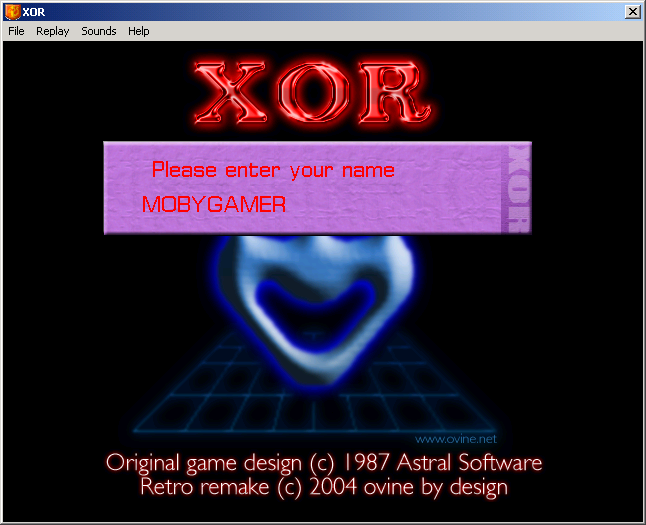 XOR
File Replay Sounds Help
XOR
Please enter your name
MOBYGAMER
XOR
www.ovine.net
Original game design (c) 1987 Astral Software
Retro remake (c) 2004 ovine by design